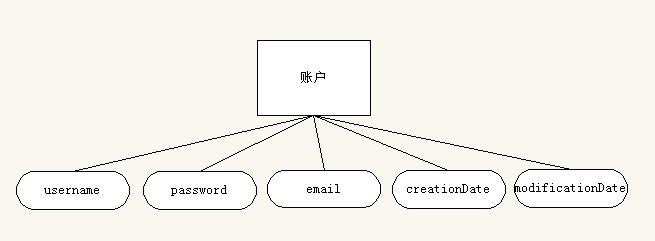 账户
username
password
email
creationDate
modificationDate